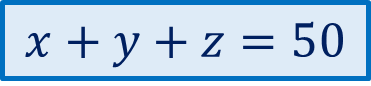 x + y + z = 50